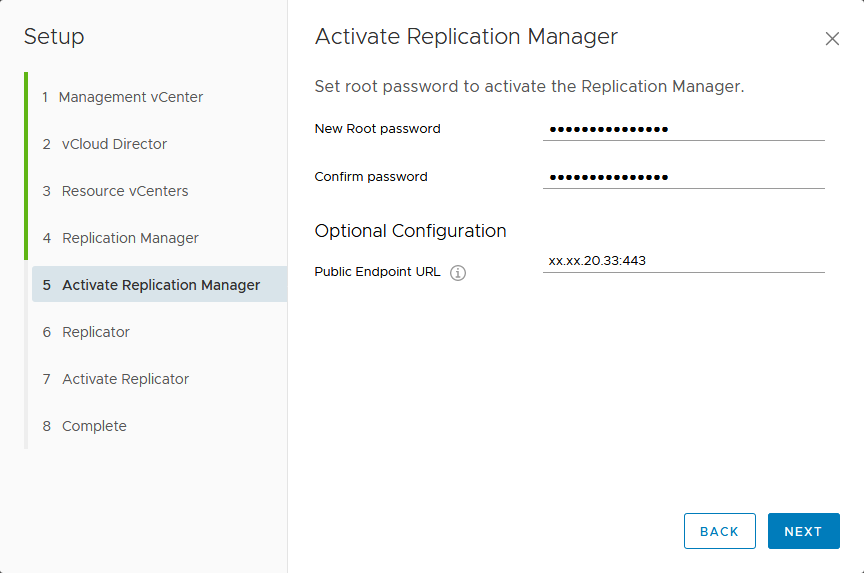 Setup
1 Management vCenter
2 vCloud Director
3 Resource vCenters
4 Replication Manager
5 Activate Replication Manager
6 Replicator
7 Activate Replicator
8 Complete
Activate Replication Manager
Set root password to activate the Replication Manager.
New Root password •••••••••••••••
Confirm password •••••••••••••••
Optional Configuration
Public Endpoint URL xx.xx.20.33:443
BACK NEXT